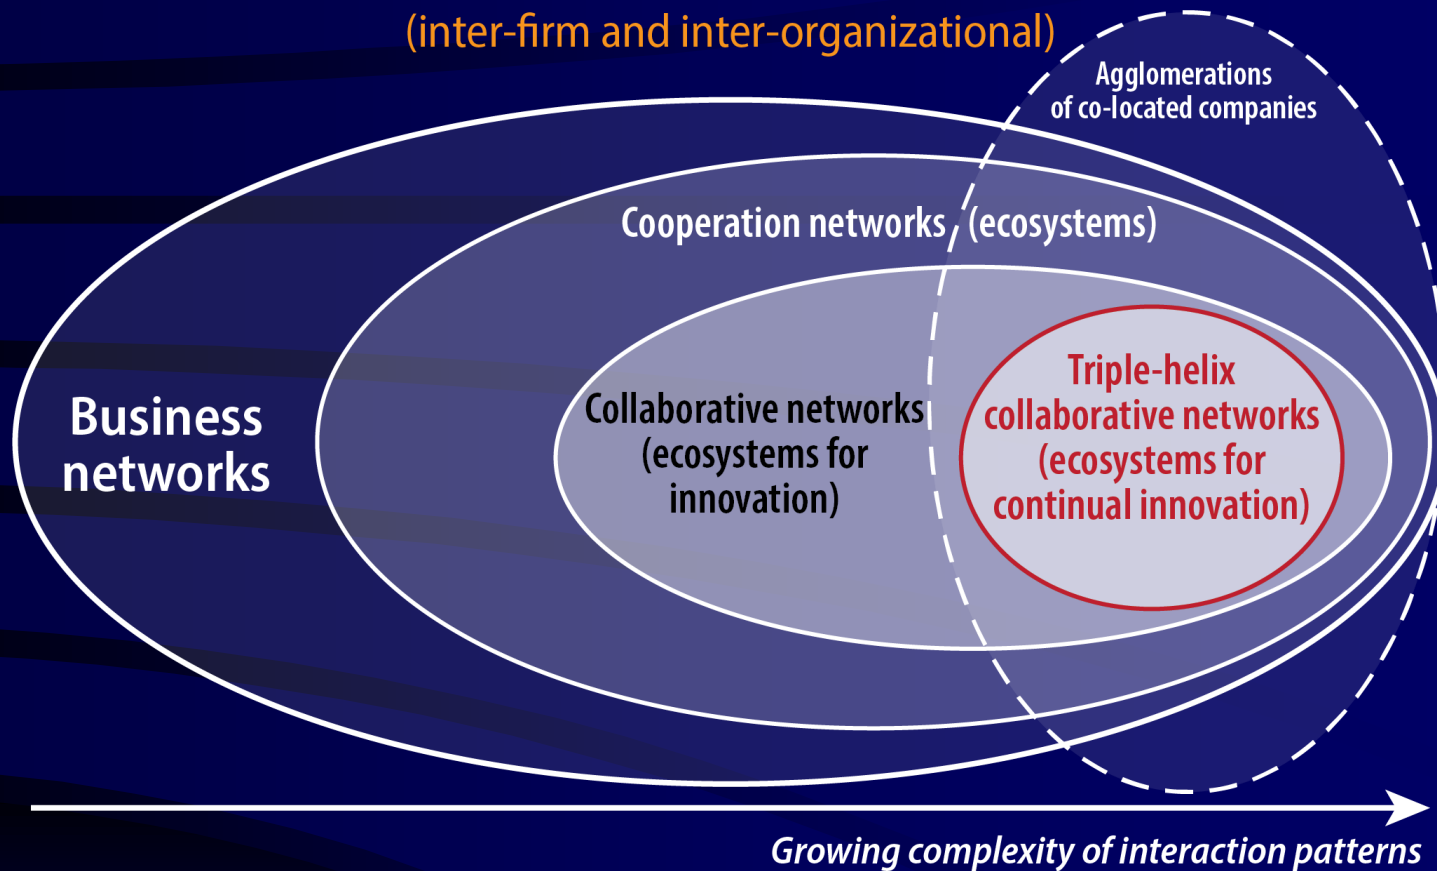 (inter-firm and inter-organizational)
Agglomerations
of co-located companies
Cooperation networks (ecosystems)
Business
networks
Collaborative networks
(ecosystems for
innovation)
Triple-helix
collaborative networks
(ecosystems for
continual innovation)
Growing complexity of interaction patterns